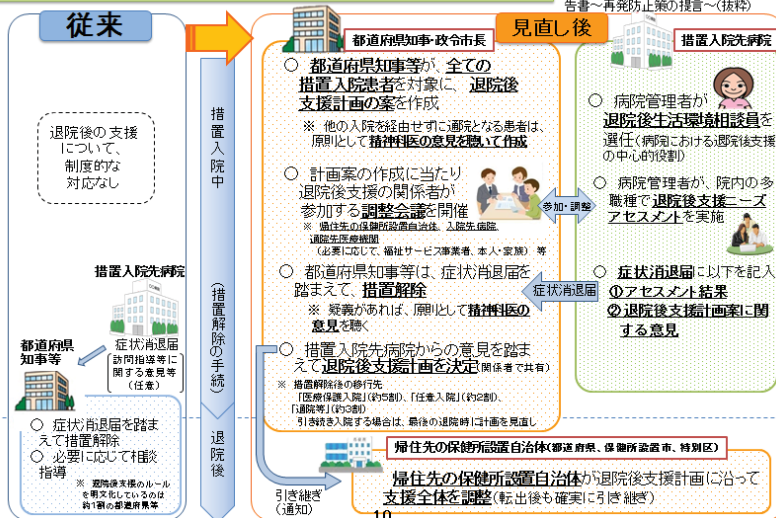 告書～再発防止策の提言～(抜粋)
従来
退院後の支援
について、
制度的な
対応なし
措置入院先病院
症状消退届
訪問指導等に
関する意見等
(任意)
都道府県
知事等
○ 症状消退届を踏ま
えて措置解除
○ 必要に応じて相談
指導
※ 退院後支援のルール
を明文化しているのは
約1割の都道府県等
措置入院中
(措置解除の手続)
退院後
見直し後
都道府県知事・政令市長
○ 都道府県知事等が、全ての
措置入院患者を対象に、退院後
支援計画の案を作成
※ 他の入院を経由せずに通院となる患者は、
原則として精神科医の意見を聴いて作成
○ 計画案の作成に当たり
退院後支援の関係者が
参加する調整会議を開催
※ 帰住先の保健所設置自治体、入院先病院、
通院先医療機関
(必要に応じて、福祉サービス事業者、本人・家族) 等
○ 都道府県知事等は、症状消退届を
踏まえて、措置解除
※ 疑義があれば、原則として精神科医の
意見を聴く
○ 措置入院先病院からの意見を踏ま
えて退院後支援計画を決定(関係者で共有)
※ 措置解除後の移行先
「医療保護入院」(約5割)、「任意入院」(約2割)、
「通院等」(約3割)
引き続き入院する場合は、最後の退院時に計画を見直し
参加・調整
症状消退届
措置入院先病院
○ 病院管理者が
退院後生活環境相談員を
選任(病院における退院後支援
の中心的役割)
○ 病院管理者が、院内の多
職種で退院後支援ニーズ
アセスメントを実施
○ 症状消退届に以下を記入
①アセスメント結果
②退院後支援計画案に関
する意見
引き継ぎ
(通知)
帰住先の保健所設置自治体(都道府県、保健所設置市、特別区)
帰住先の保健所設置自治体が退院後支援計画に沿って
支援全体を調整(転出後も確実に引き継ぎ)
10